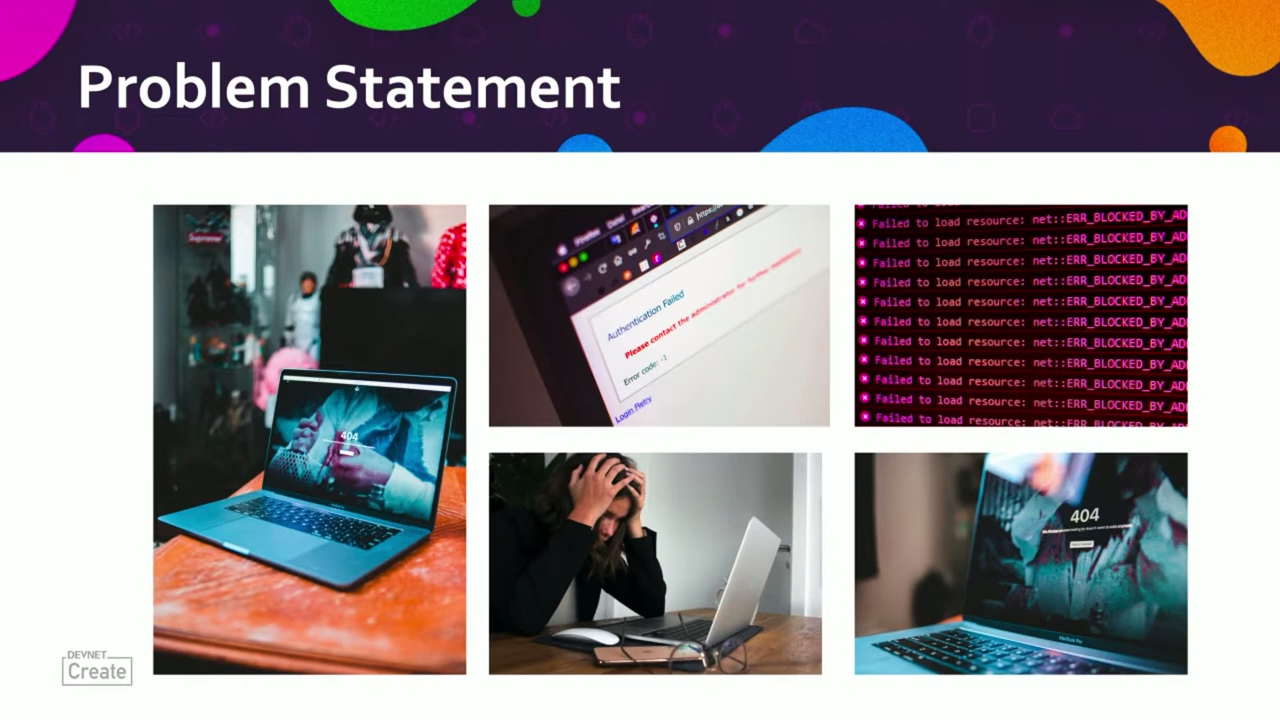 Problem Statement
Supreme
404
https://
Authentication Failed
Please contact the administrator for further
Error code: -1
Login Retry
Failed to load resource: net::ERR_BLOCKED_BY_AD
Failed to load resource: net::ERR_BLOCKED_BY_AD
Failed to load resource: net::ERR_BLOCKED_BY_AD
Failed to load resource: net::ERR_BLOCKED_BY_AD
Failed to load resource: net::ERR_BLOCKED_BY_AD
Failed to load resource: net::ERR_BLOCKED_BY_AD
Failed to load resource: net::ERR_BLOCKED_BY_AD
Failed to load resource: net::ERR_BLOCKED_BY_AD
Failed to load resource: net::ERR_BLOCKED_BY_AD
Failed to load resource: net::ERR_BLOCKED_BY_AD
Failed to load resource: net::ERR_BLOCKED_BY_AD
404
MacBook Pro
DEVNET
Create